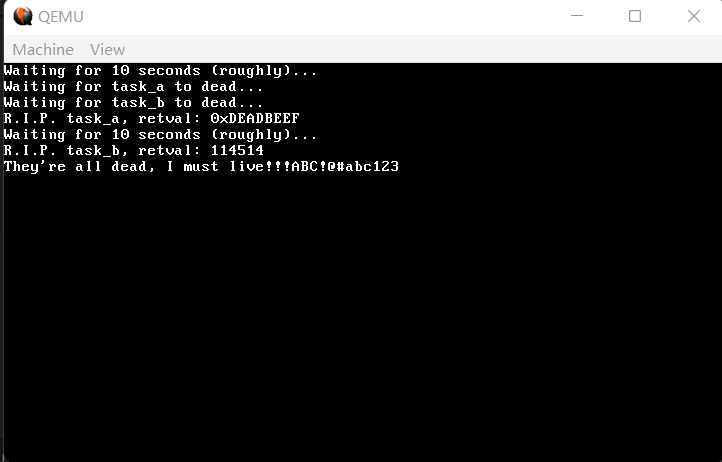 QEMU
Machine View
Waiting for 10 seconds (roughly)...
Waiting for task_a to dead...
Waiting for task_b to dead...
R.I.P. task_a, retval: 0xDEADBEEF
Waiting for 10 seconds (roughly)...
R.I.P. task_b, retval: 114514
They're all dead, I must live!!!ABC!@#abc123